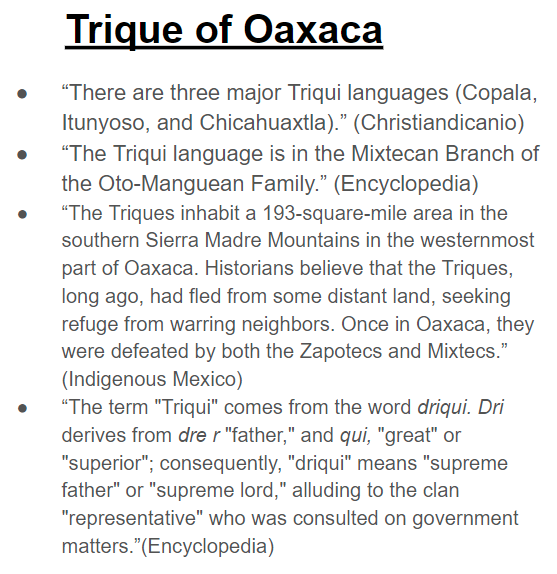 Trique of Oaxaca
● “There are three major Triqui languages (Copala,
Itunyoso, and Chicahuaxtla).” (Christiandicanio)
● “The Triqui language is in the Mixtecan Branch of
the Oto-Manguean Family.” (Encyclopedia)
● “The Triques inhabit a 193-square-mile area in the
southern Sierra Madre Mountains in the westernmost
part of Oaxaca. Historians believe that the Triques,
long ago, had fled from some distant land, seeking
refuge from warring neighbors. Once in Oaxaca, they
were defeated by both the Zapotecs and Mixtecs.”
(Indigenous Mexico)
● “The term "Triqui" comes from the word driqui. Dri
derives from dre r "father," and qui, "great" or
"superior"; consequently, "driqui" means "supreme
father" or "supreme lord," alluding to the clan
"representative" who was consulted on government
matters.”(Encyclopedia)